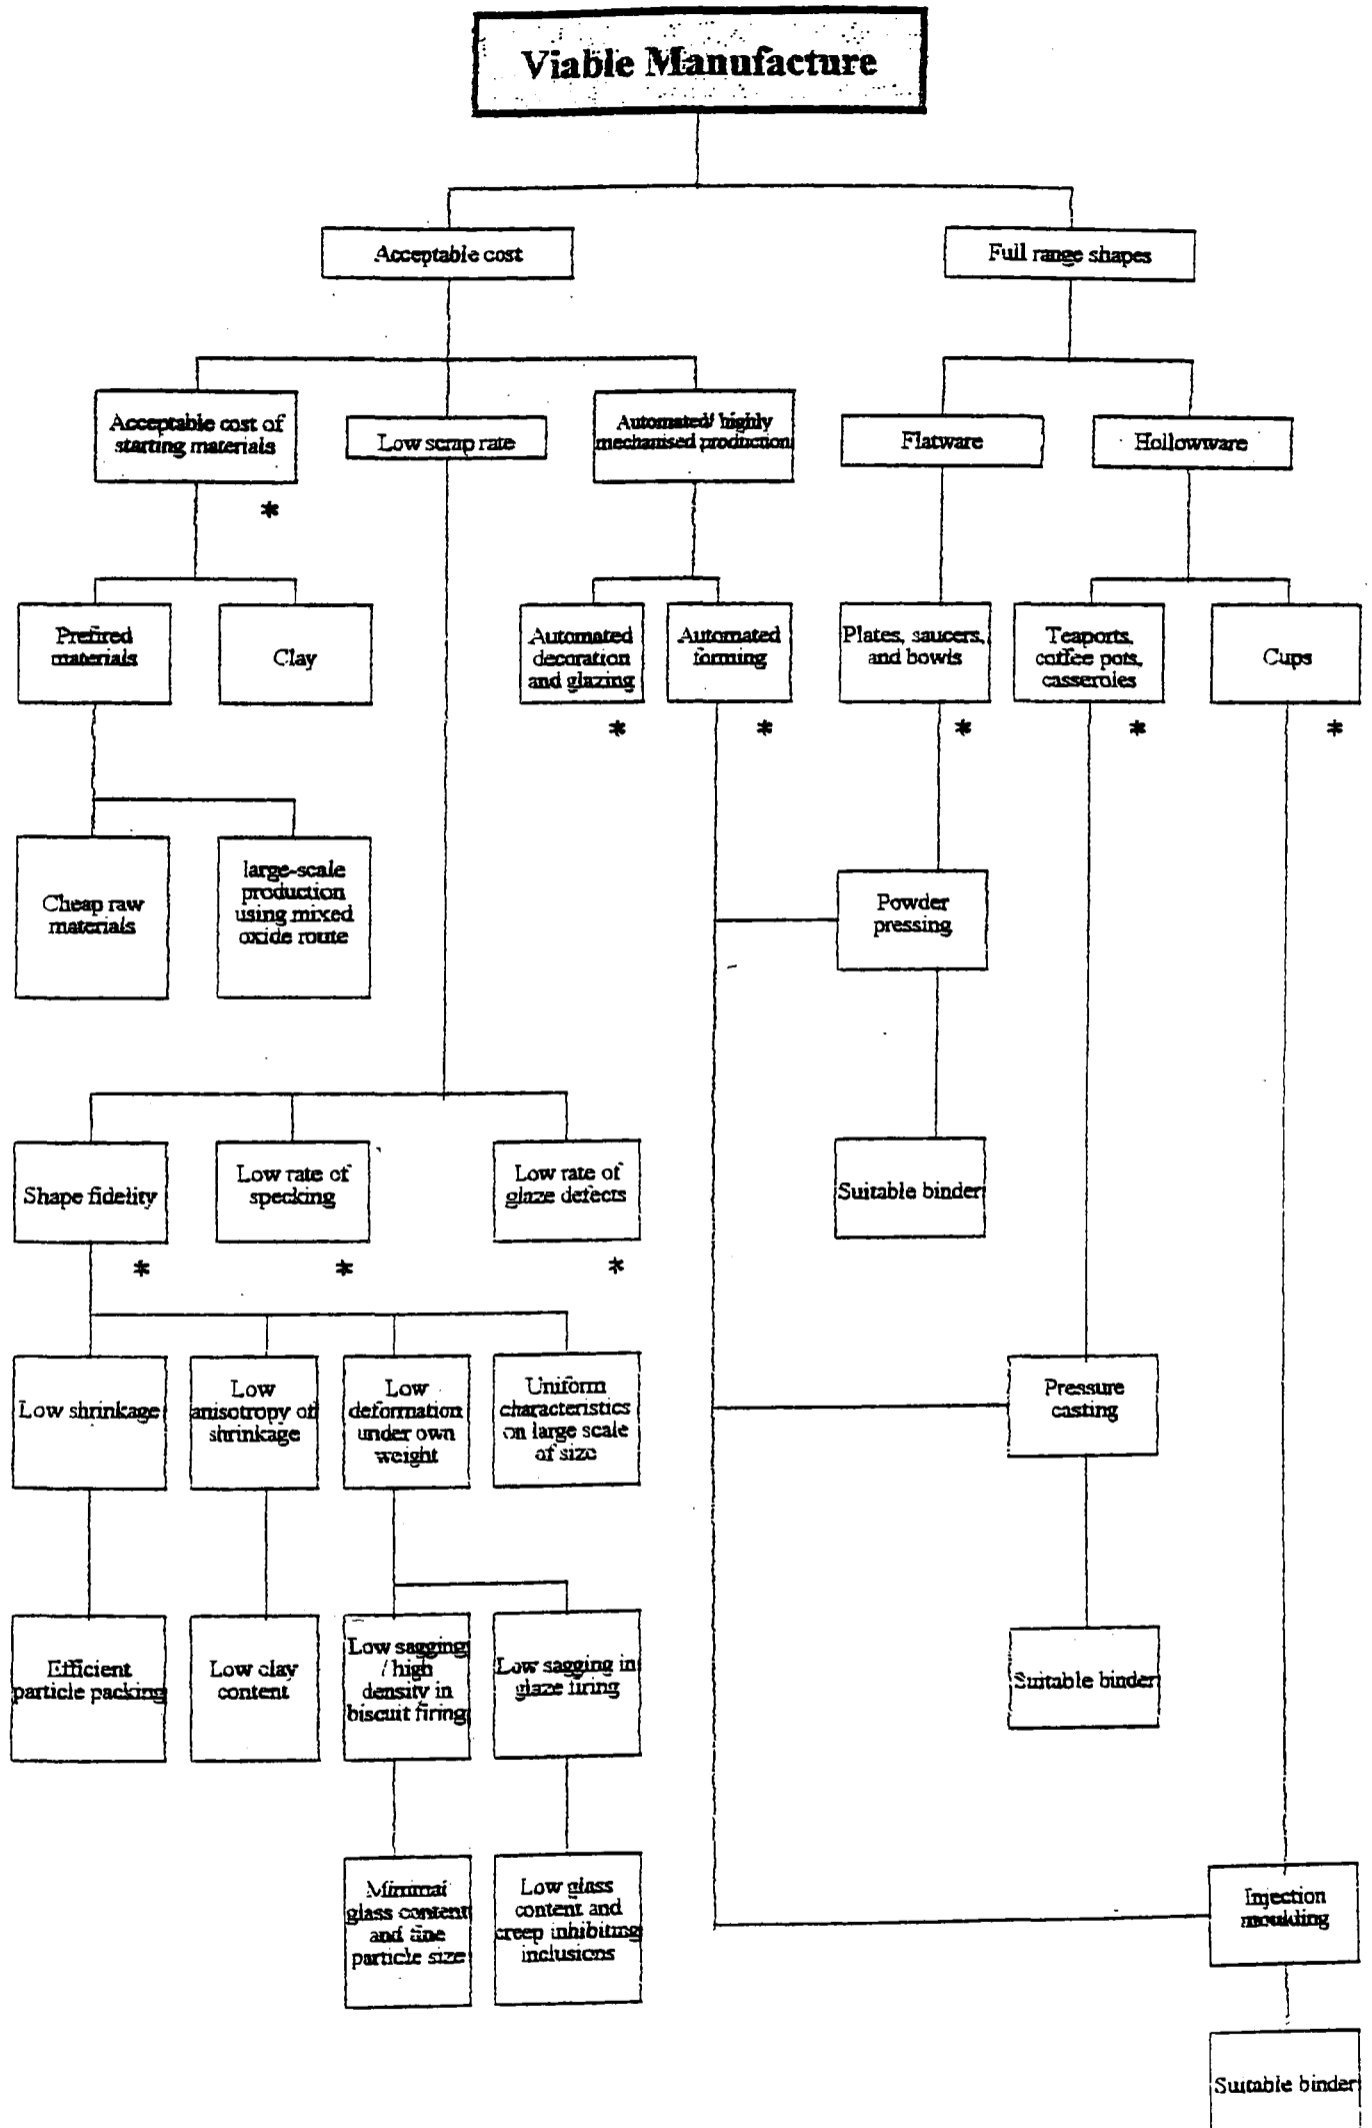 Viable Manufacture
Acceptable cost
Full range shapes
Acceptable cost of
starting materials
*
Low scrap rate
Automated/ highly
mechanised production
Flatware
Hollowware
Prefired
materials
Clay
Automated
decoration
and glazing
*
Automated
forming
*
Plates, saucers,
and bowls
*
Teaports,
coffee pots,
casseroles
*
Cups
*
Cheap raw
materials
large-scale
production
using mixed
oxide route
Powder
pressing
Suitable binder
Shape fidelity
*
Low rate of
specking
*
Low rate of
glaze defects
*
Low shrinkage
Low
anisotropy of
shrinkage
Low
deformation
under own
weight
Uniform
characteristics
on large scale
of size
Pressure
casting
Suitable binder
Efficient
particle packing
Low clay
content
Low sagging
/ high
density in
biscuit firing
Low sagging in
glaze firing
Minimal
glass content
and fine
particle size
Low glass
content and
creep inhibiting
inclusions
Injection
moulding
Suitable binder